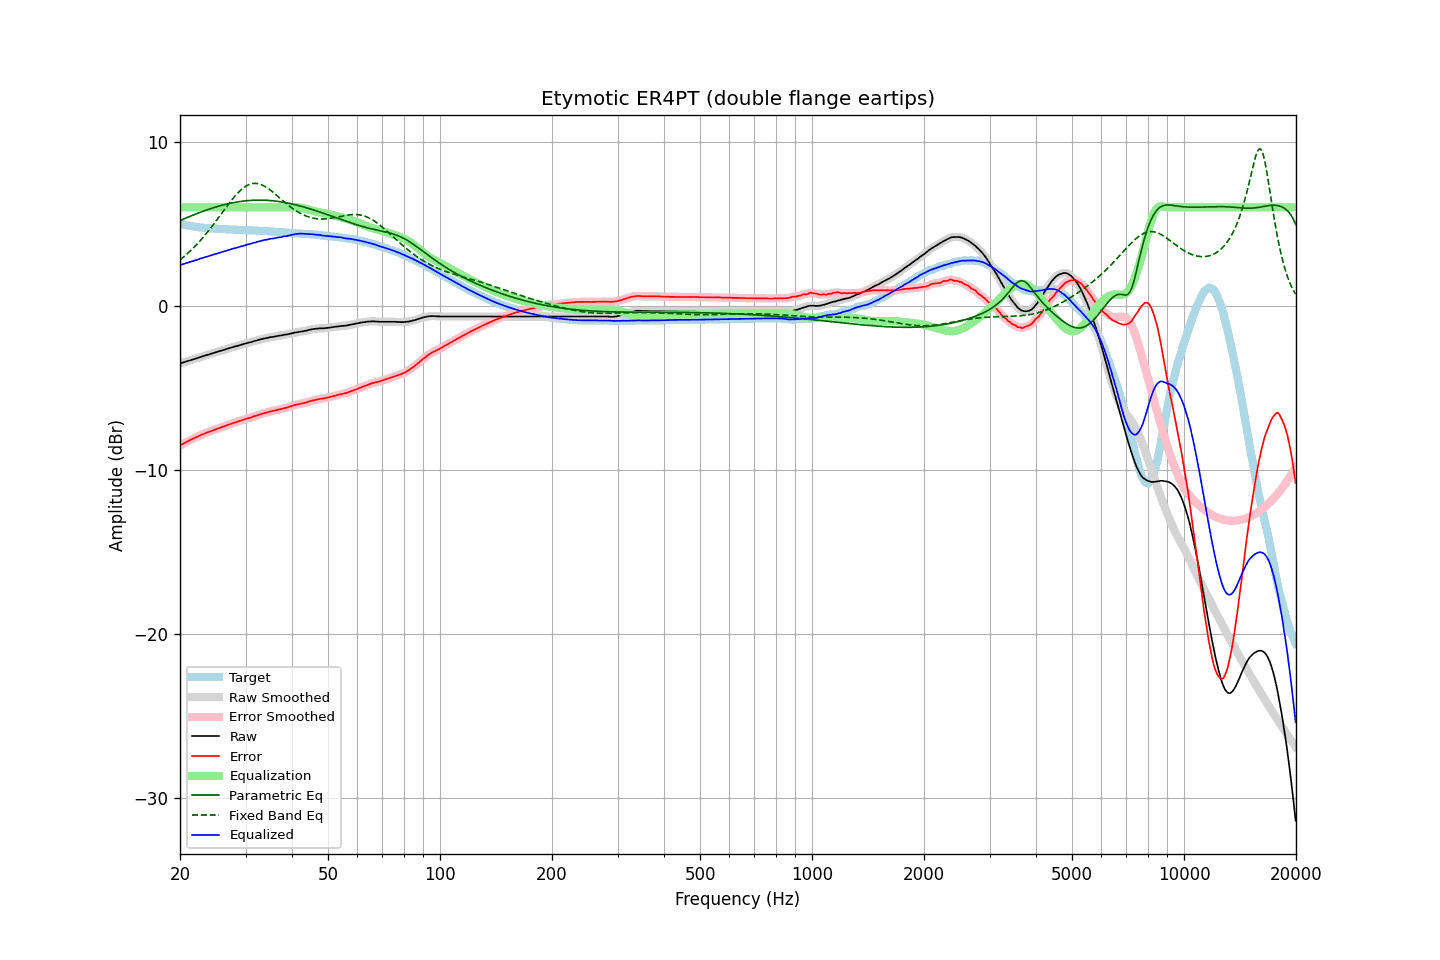 Etymotic ER4PT (double flange eartips)
Amplitude (dBr)
10
0
−10
−20
−30
Target
Raw Smoothed
Error Smoothed
Raw
Error
Equalization
Parametric Eq
Fixed Band Eq
Equalized
20 50 100 200 500 1000 2000 5000 10000 20000
Frequency (Hz)